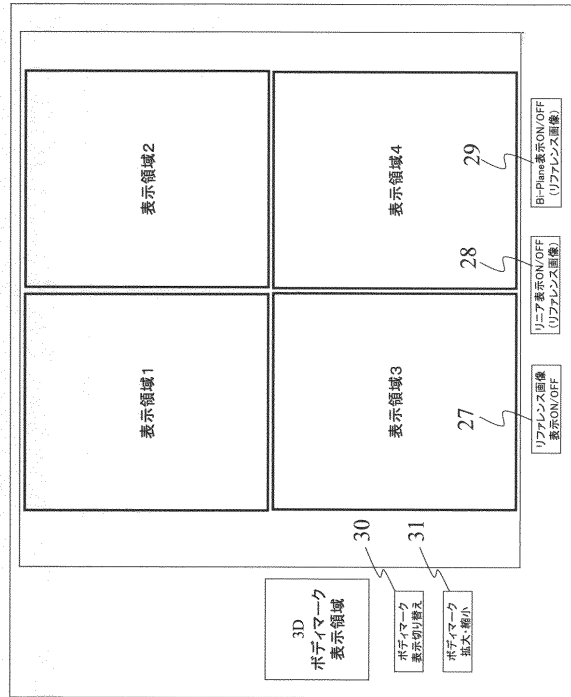 表示領域1
表示領域2
表示領域3
表示領域4
3D
ボディマーク
表示領域
ボディマーク
表示切り替え
30
ボディマーク
拡大・縮小
31
27
リファレンス画像
表示ON/OFF
28
リニア表示ON/OFF
(リファレンス画像)
29
Bi-Plane表示ON/OFF
(リファレンス画像)